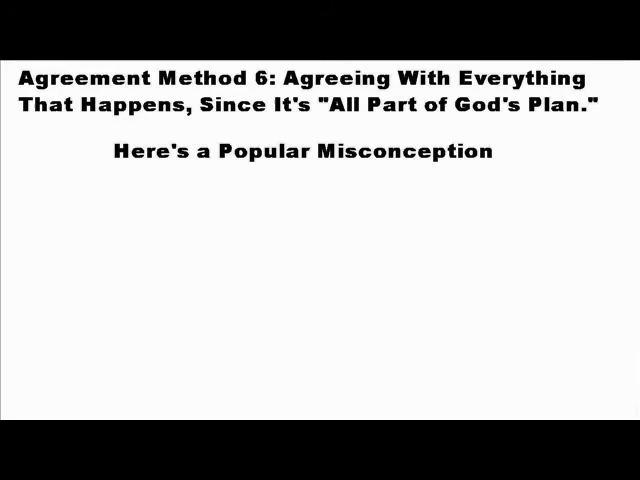 Agreement Method 6: Agreeing With Everything
That Happens, Since It's "All Part of God's Plan."
Here's a Popular Misconception